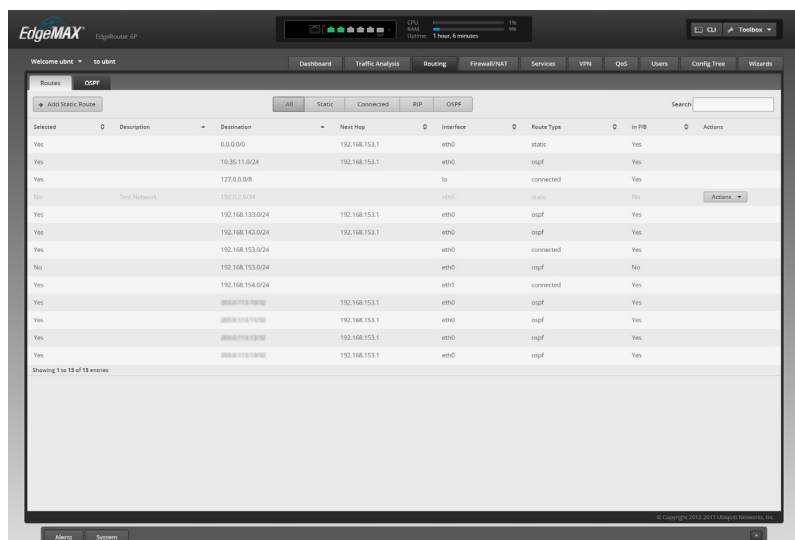 EdgeMAX EdgeRouter 6P
CPU: 1%
RAM: 9%
Uptime: 1 hour, 6 minutes
CLI Toolbox
Welcome ubnt to ubnt
Dashboard Traffic Analysis Routing Firewall/NAT Services VPN QoS Users Config Tree Wizards
Routes OSPF
+ Add Static Route All Static Connected RIP OSPF Search
Selected Description Destination Next Hop Interface Route Type in FIB Actions
Yes 0.0.0.0/0 192.168.153.1 eth0 static Yes
Yes 10.35.11.0/24 192.168.153.1 eth0 ospf Yes
Yes 127.0.0.0/8 lo connected Yes
No Test Network 192.0.2.0/24 eth5 static No Actions
Yes 192.168.133.0/24 192.168.153.1 eth0 ospf Yes
Yes 192.168.143.0/24 192.168.153.1 eth0 ospf Yes
Yes 192.168.153.0/24 eth0 connected Yes
No 192.168.153.0/24 eth0 ospf No
Yes 192.168.154.0/24 eth1 connected Yes
Yes 192.168.153.1 eth0 ospf Yes
Yes 192.168.153.1 eth0 ospf Yes
Yes 192.168.153.1 eth0 ospf Yes
Yes 192.168.153.1 eth0 ospf Yes
Showing 1 to 13 of 13 entries
© Copyright 2012-2017 Ubiquiti Networks, Inc.
Alerts System